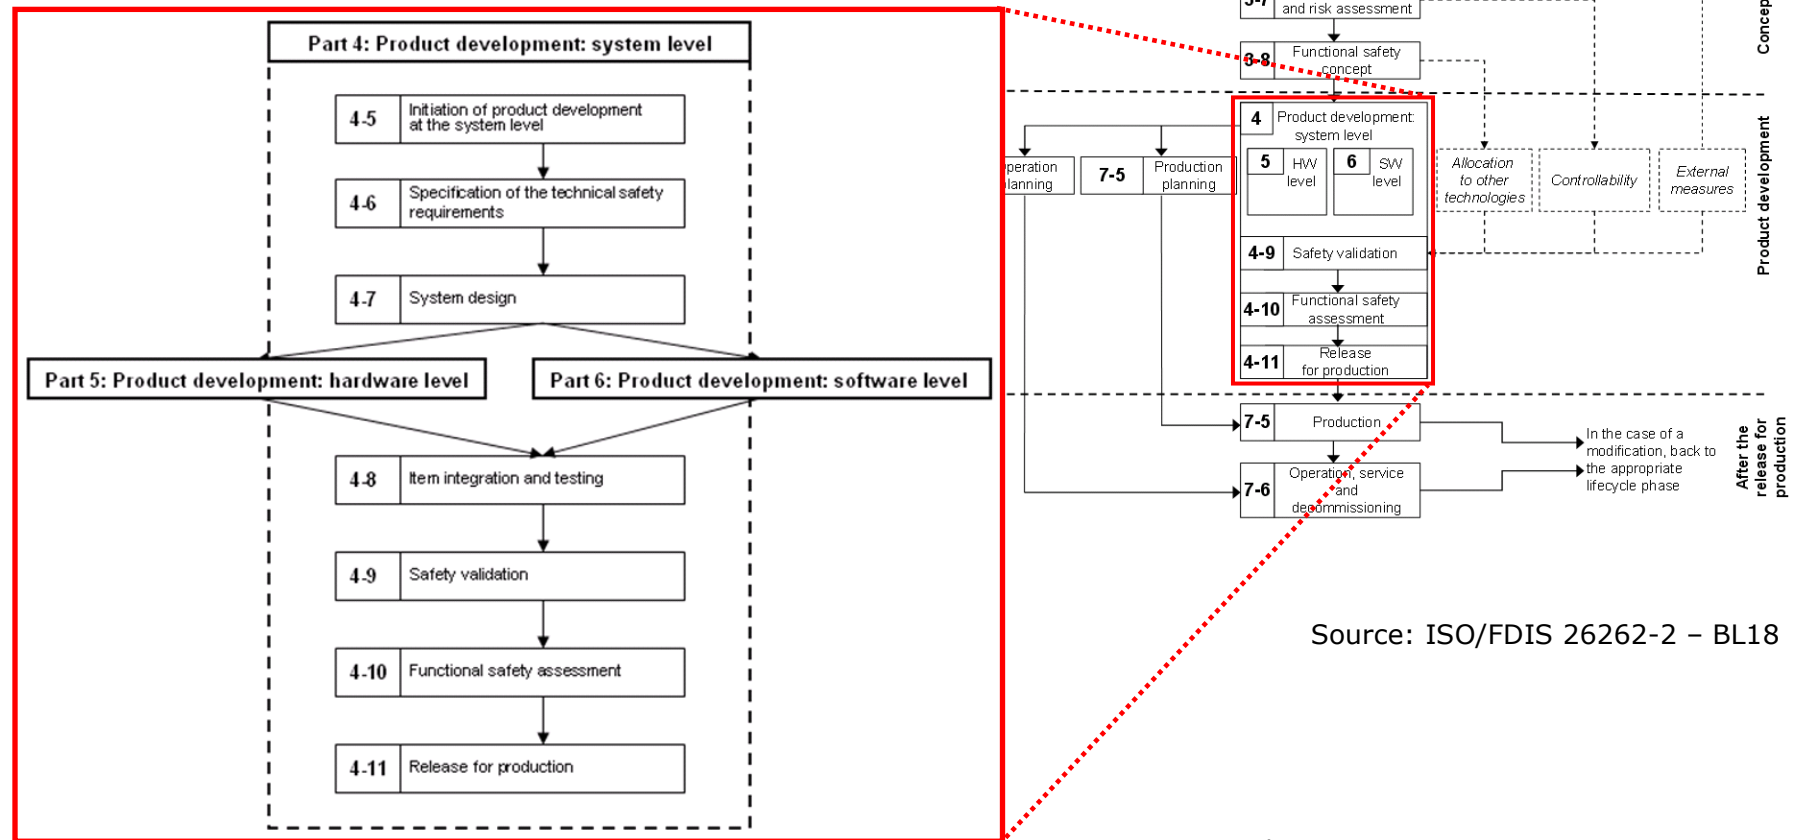 Part 4: Product development: system level
4-5
Initiation of product development
at the system level
4-6
Specification of the technical safety
requirements
4-7
System design
Part 5: Product development: hardware level
Part 6: Product development: software level
4-8
Item integration and testing
4-9
Safety validation
4-10
Functional safety assessment
4-11
Release for production
and risk assessment
3-8
Functional safety
concept
4
Product development:
system level
5
HW
level
6
SW
level
planning
7-5
Production
planning
Allocation
to other
technologies
Controllability
External
measures
4-9
Safety validation
4-10
Functional safety
assessment
4-11
Release
for production
7-5
Production
7-6
Operation, service
and
decommissioning
In the case of a
modification, back to
the appropriate
lifecycle phase
Product development
After the
release for
production
Source: ISO/FDIS 26262-2 – BL18